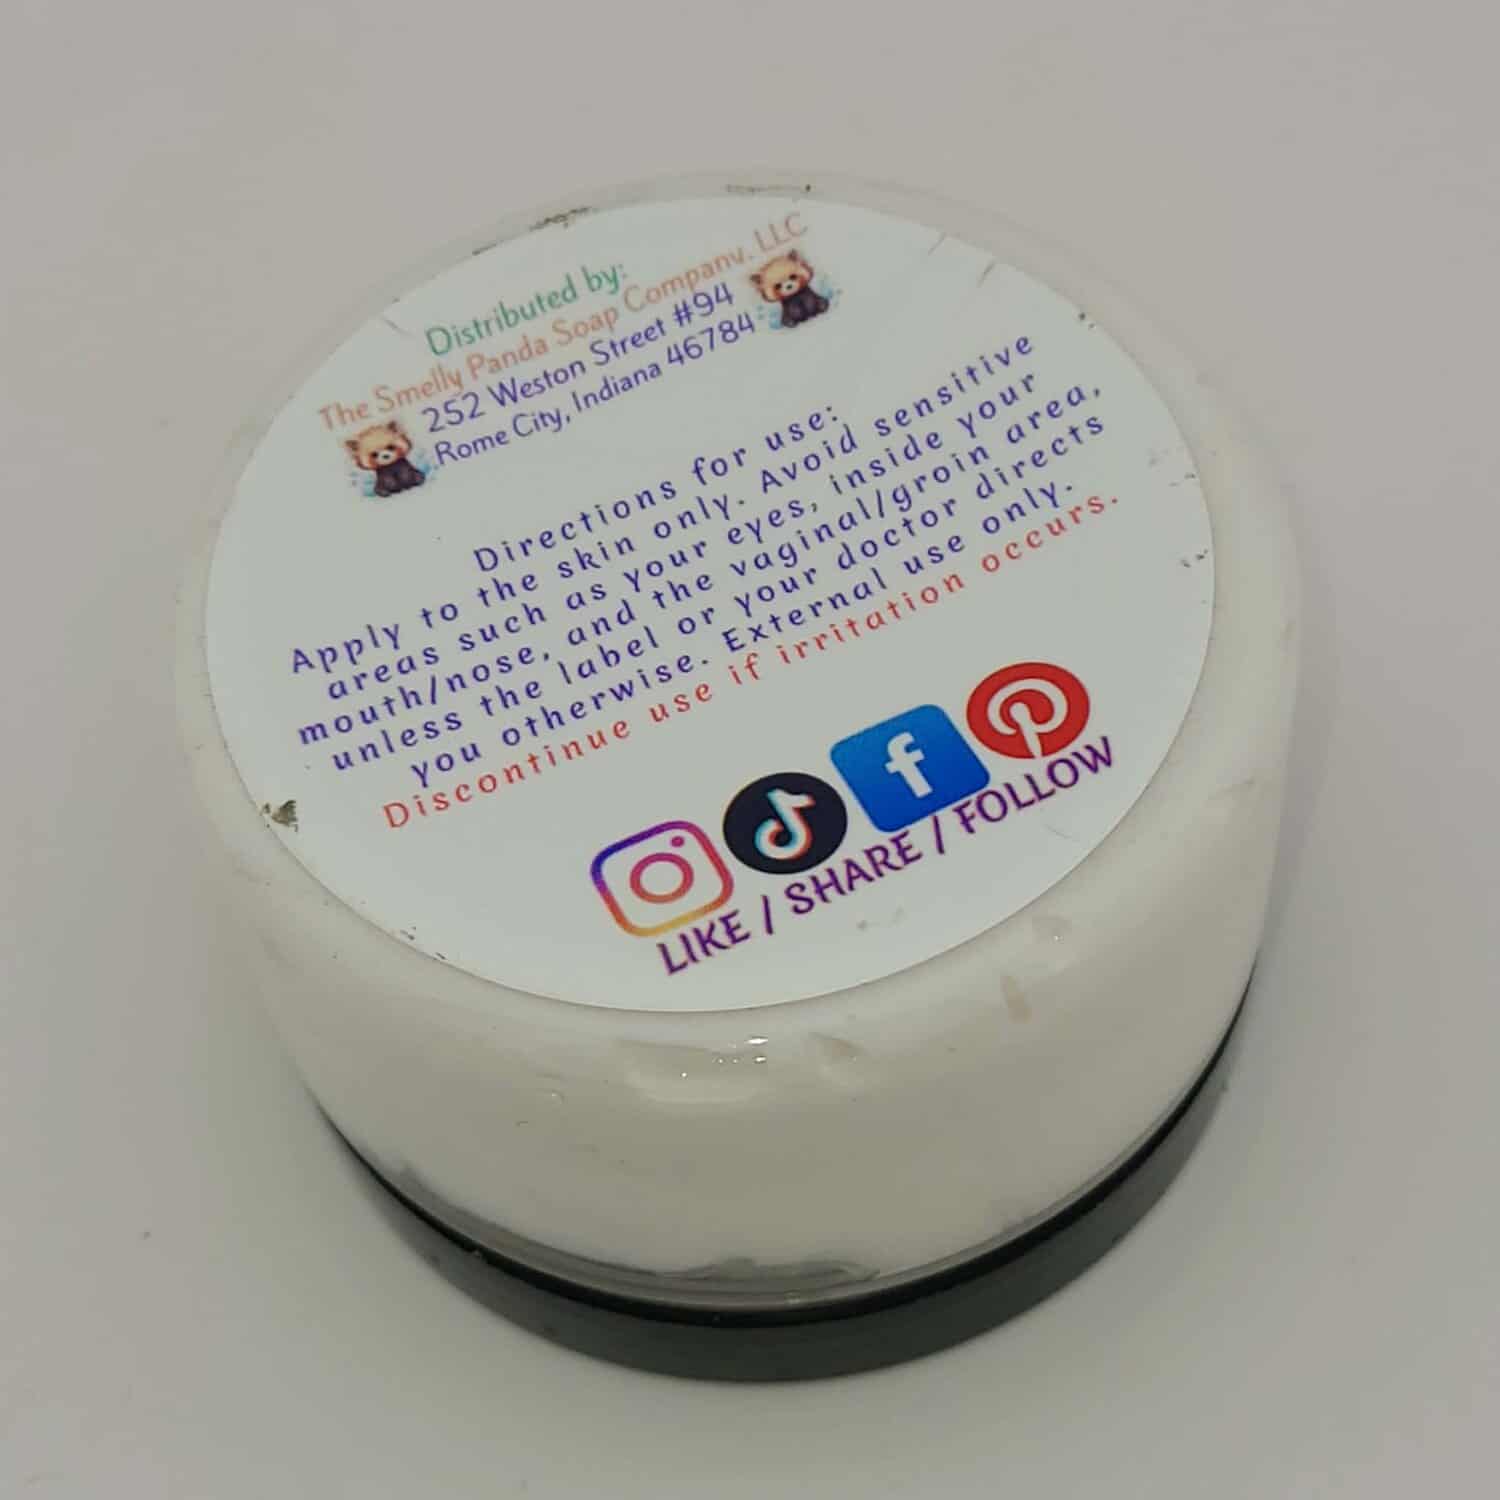 Distributed by:
The Smelly Panda Soap Company, LLC
252 Weston Street #94
Rome City, Indiana 46784
Directions for use:
Apply to the skin only. Avoid sensitive
areas such as your eyes, inside your
mouth/nose, and the vaginal/groin area,
unless the label or your doctor directs
you otherwise. External use only.
Discontinue use if irritation occurs.
LIKE / SHARE / FOLLOW